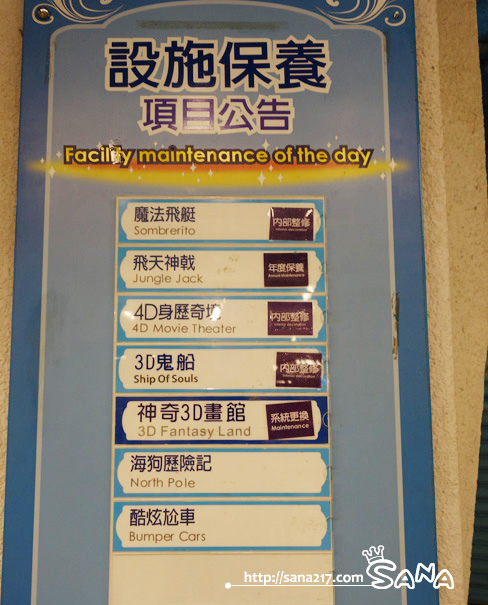 設施保養
項目公告
Facility maintenance of the day
魔法飛艇 內部整修
Sombrerito
飛天神戟 年度保養
Jungle Jack Annual Maintenance
4D身歷奇境 內部整修
4D Movie Theater
3D鬼船 內部整修
Ship Of Souls
神奇3D畫館 系統更換
3D Fantasy Land Maintenance
海狗歷險記
North Pole
酷炫尬車
Bumper Cars
http://sana217.com SANA